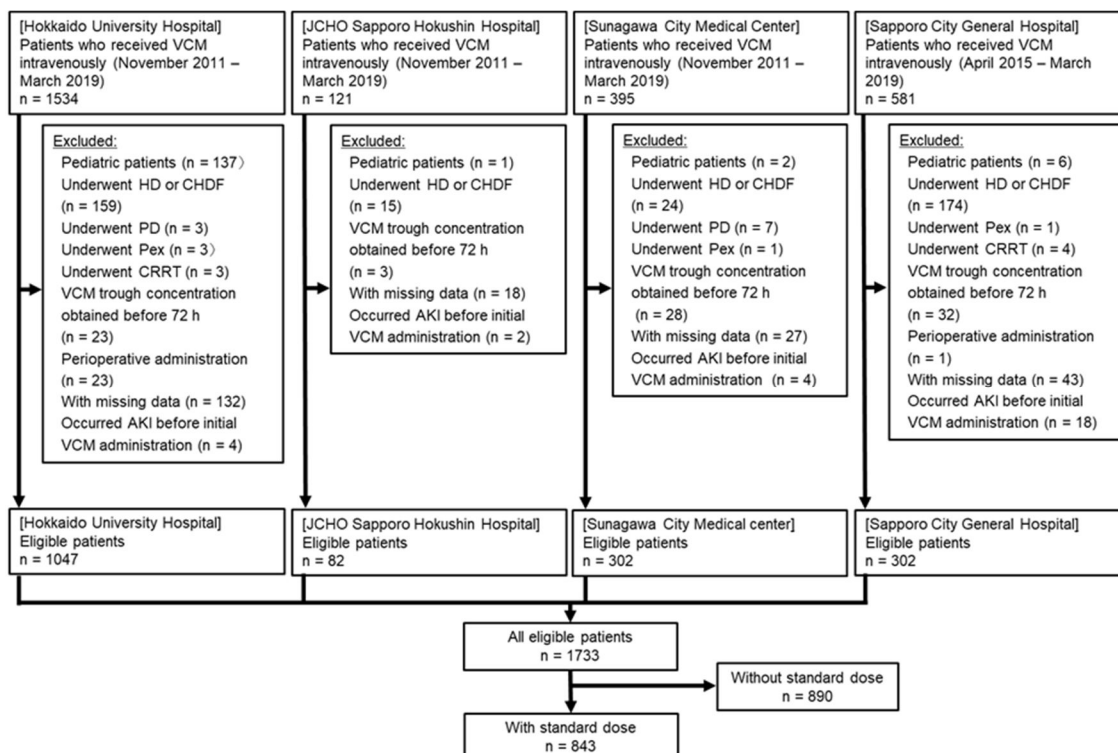 [Hokkaido University Hospital]
Patients who received VCM
intravenously (November 2011 –
March 2019)
n = 1534
[JCHO Sapporo Hokushin Hospital]
Patients who received VCM
intravenously (November 2011 –
March 2019)
n = 121
[Sunagawa City Medical Center]
Patients who received VCM
intravenously (November 2011 –
March 2019)
n = 395
[Sapporo City General Hospital]
Patients who received VCM
intravenously (April 2015 – March
2019)
n = 581
Excluded:
Pediatric patients (n = 137)
Underwent HD or CHDF
(n = 159)
Underwent PD (n = 3)
Underwent Pex (n = 3)
Underwent CRRT (n = 3)
VCM trough concentration
obtained before 72 h
(n = 23)
Perioperative administration
(n = 23)
With missing data (n = 132)
Occurred AKI before initial
VCM administration (n = 4)
Excluded:
Pediatric patients (n = 1)
Underwent HD or CHDF
(n = 15)
VCM trough concentration
obtained before 72 h
(n = 3)
With missing data (n = 18)
Occurred AKI before initial
VCM administration (n = 2)
Excluded:
Pediatric patients (n = 2)
Underwent HD or CHDF
(n = 24)
Underwent PD (n = 7)
Underwent Pex (n = 1)
VCM trough concentration
obtained before 72 h
(n = 28)
With missing data (n = 27)
Occurred AKI before initial
VCM administration (n = 4)
Excluded:
Pediatric patients (n = 6)
Underwent HD or CHDF
(n = 174)
Underwent Pex (n = 1)
Underwent CRRT (n = 4)
VCM trough concentration
obtained before 72 h
(n = 32)
Perioperative administration
(n = 1)
With missing data (n = 43)
Occurred AKI before initial
VCM administration (n = 18)
[Hokkaido University Hospital]
Eligible patients
n = 1047
[JCHO Sapporo Hokushin Hospital]
Eligible patients
n = 82
[Sunagawa City Medical center]
Eligible patients
n = 302
[Sapporo City General Hospital]
Eligible patients
n = 302
All eligible patients
n = 1733
Without standard dose
n = 890
With standard dose
n = 843